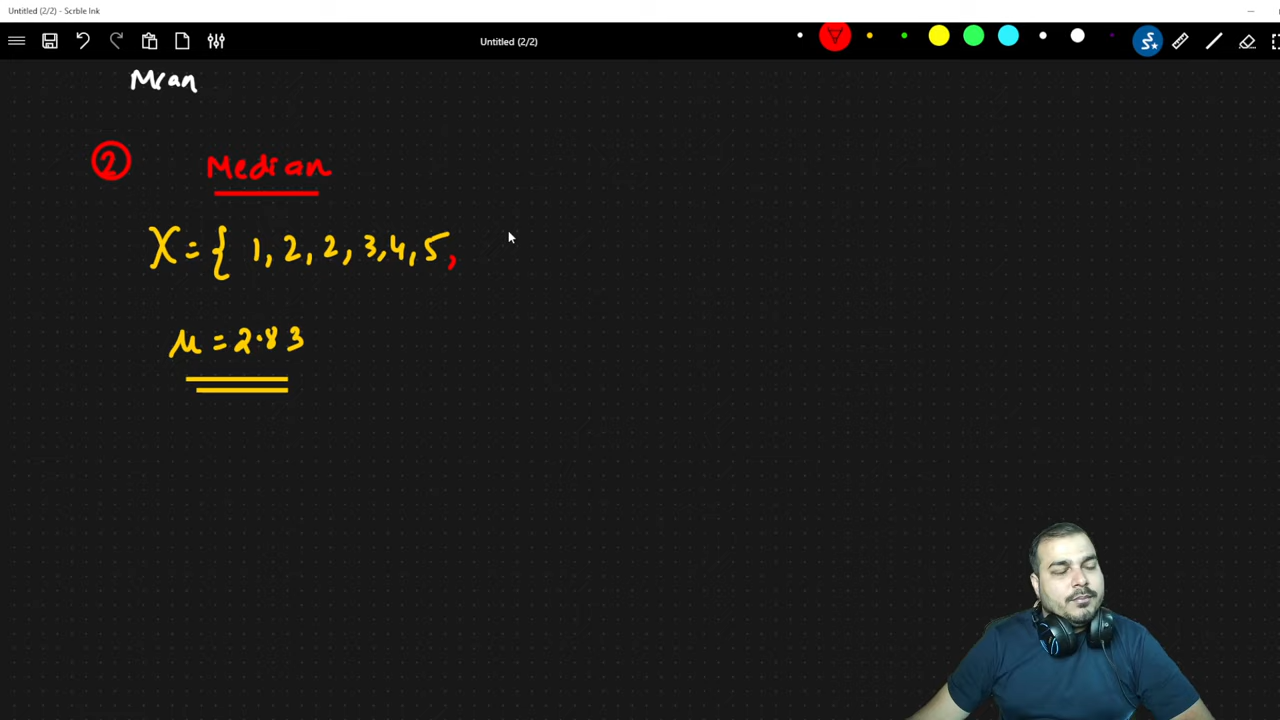 Untitled (2/2) - Scrble Ink
Untitled (2/2)
Mean
② Median
X = { 1, 2, 2, 3, 4, 5,
μ = 2.83